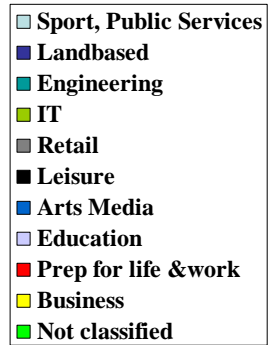 Sport, Public Services
Landbased
Engineering
IT
Retail
Leisure
Arts Media
Education
Prep for life &work
Business
Not classified